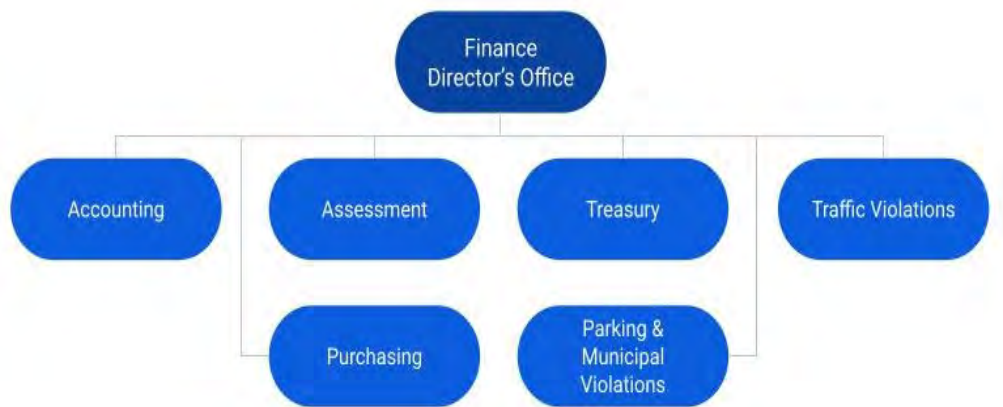 Finance
Director's Office
Accounting
Assessment
Treasury
Traffic Violations
Purchasing
Parking &
Municipal
Violations